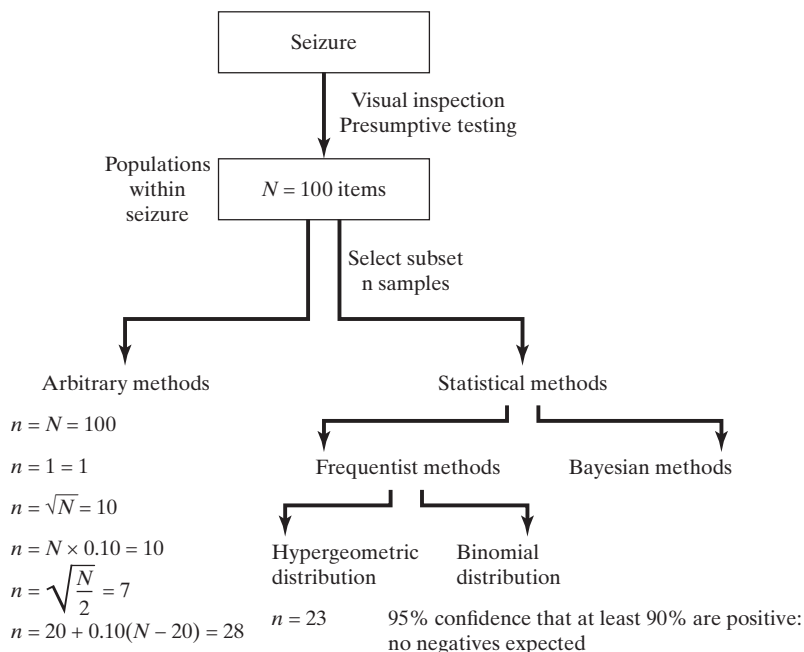 Seizure
Visual inspection
Presumptive testing
Populations
within
seizure
N = 100 items
Select subset
n samples
Arbitrary methods
Statistical methods
n = N = 100
n = 1 = 1
n = √N = 10
n = N × 0.10 = 10
n = √(N/2) = 7
n = 20 + 0.10(N − 20) = 28
Frequentist methods
Bayesian methods
Hypergeometric
distribution
Binomial
distribution
n = 23
95% confidence that at least 90% are positive:
no negatives expected